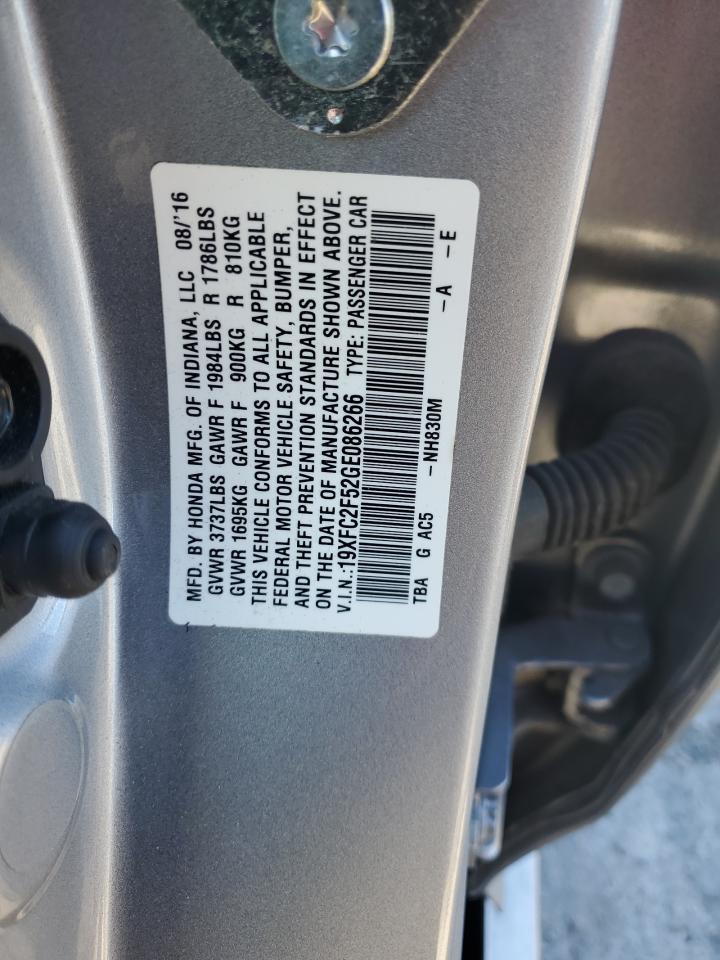 MFD. BY HONDA MFG. OF INDIANA, LLC 08/'16
GVWR 3737LBS GAWR F 1984LBS R 1786LBS
GVWR 1695KG GAWR F 900KG R 810KG
THIS VEHICLE CONFORMS TO ALL APPLICABLE
FEDERAL MOTOR VEHICLE SAFETY, BUMPER,
AND THEFT PREVENTION STANDARDS IN EFFECT
ON THE DATE OF MANUFACTURE SHOWN ABOVE.
V.I.N.:19XFC2F52GE086266 TYPE: PASSENGER CAR
TBA G AC5 -NH830M -A -E